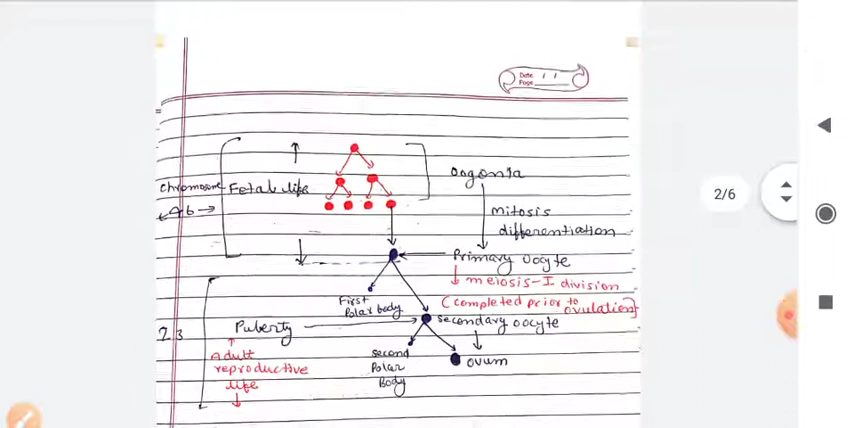 Date / /
Page
Oogonia
Chromosome Fetal life
46
mitosis
differentiation
Primary oocyte
meiosis-I division
First Polar body
(completed prior to ovulation)
Secondary oocyte
Puberty
23
Adult reproductive life
second Polar Body
ovum
2/6